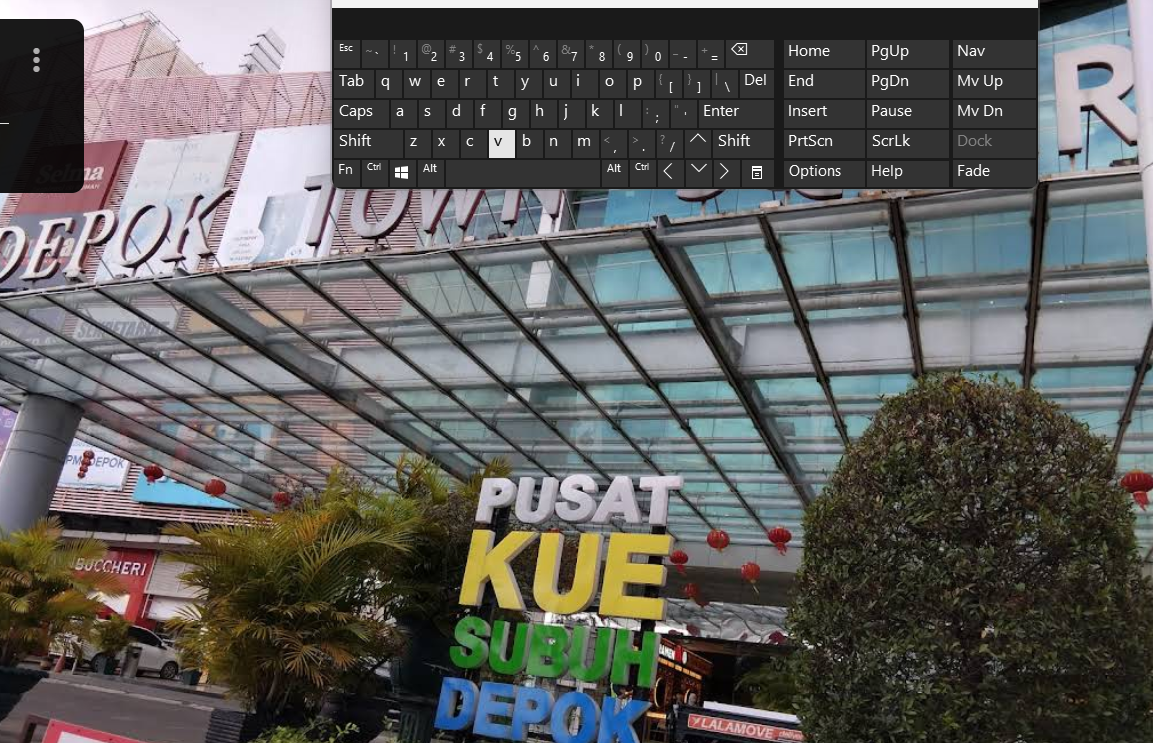 Esc ~ ` ! 1 @ 2 # 3 $ 4 % 5 ^ 6 & 7 * 8 ( 9 ) 0 _ - + = Home PgUp Nav
Tab q w e r t y u i o p { [ } ] | \ Del End PgDn Mv Up
Caps a s d f g h j k l : ; " ' Enter Insert Pause Mv Dn
Shift z x c v b n m < , > . ? / Shift PrtScn ScrLk Dock
Fn Ctrl Alt Alt Ctrl Options Help Fade
R
Selma
DEPOK TOWN
DEPOK
BUCCHERI
PUSAT
KUE
SUBUH
DEPOK
LALAMOVE